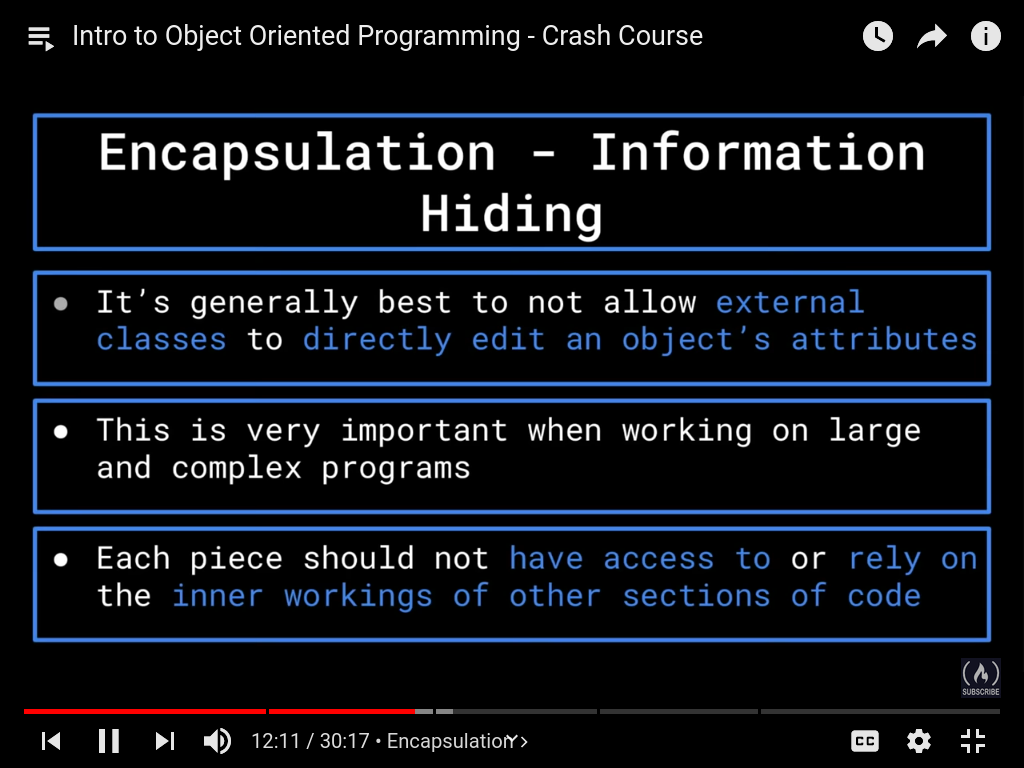 Intro to Object Oriented Programming - Crash Course
Encapsulation - Information
Hiding
● It’s generally best to not allow external
classes to directly edit an object’s attributes
● This is very important when working on large
and complex programs
● Each piece should not have access to or rely on
the inner workings of other sections of code
SUBSCRIBE
12:11 / 30:17 • Encapsulation
CC